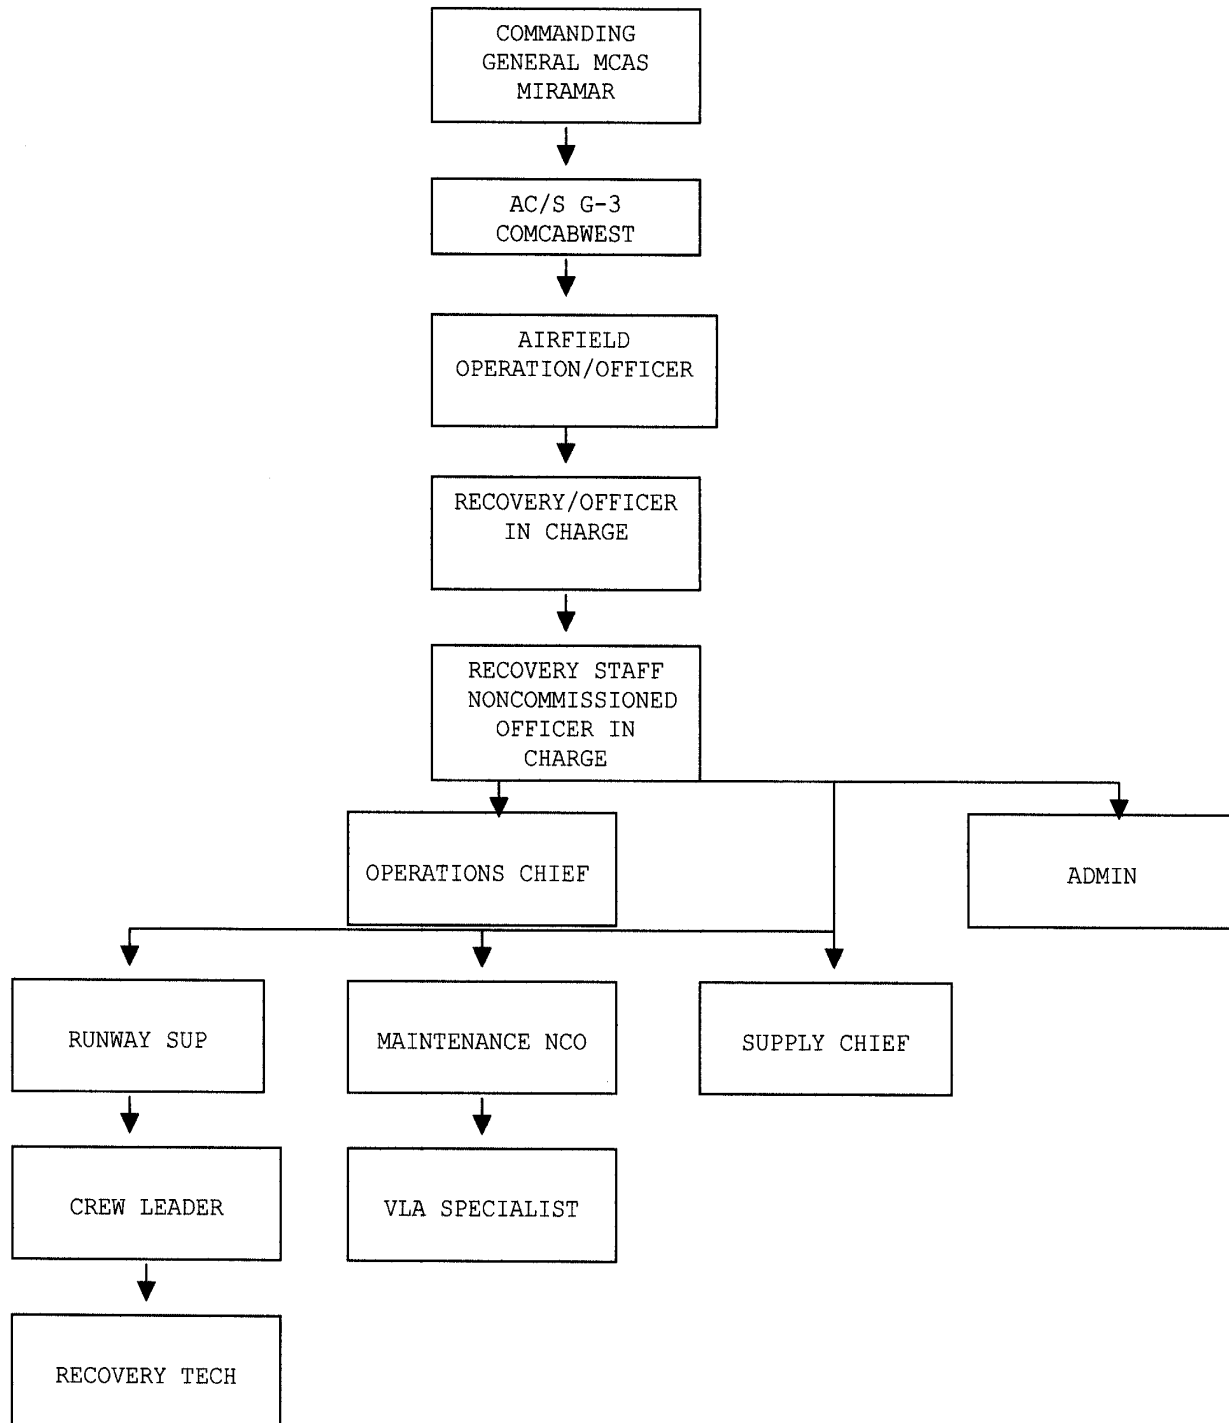 COMMANDING
GENERAL MCAS
MIRAMAR
AC/S G-3
COMCABWEST
AIRFIELD
OPERATION/OFFICER
RECOVERY/OFFICER
IN CHARGE
RECOVERY STAFF
NONCOMMISSIONED
OFFICER IN
CHARGE
OPERATIONS CHIEF
ADMIN
RUNWAY SUP
MAINTENANCE NCO
SUPPLY CHIEF
CREW LEADER
VLA SPECIALIST
RECOVERY TECH